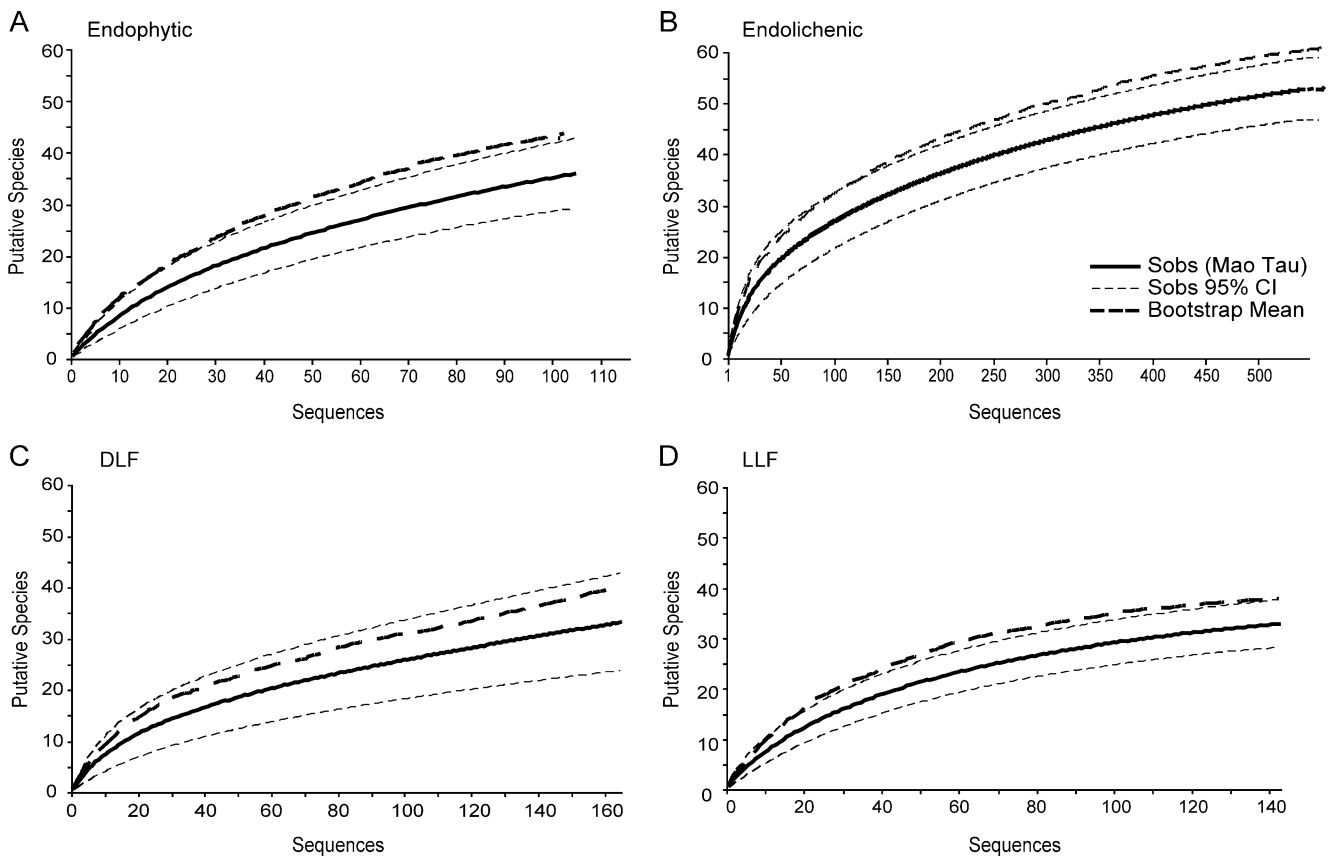 A
Endophytic
60
50
40
30
20
10
0
Putative Species
0 10 20 30 40 50 60 70 80 90 100 110
Sequences
B
Endolichenic
60
50
40
30
20
10
0
Putative Species
1 50 100 150 200 250 300 350 400 450 500
Sequences
Sobs (Mao Tau)
Sobs 95% CI
Bootstrap Mean
C
DLF
60
50
40
30
20
10
0
Putative Species
0 20 40 60 80 100 120 140 160
Sequences
D
LLF
60
50
40
30
20
10
0
Putative Species
0 20 40 60 80 100 120 140
Sequences